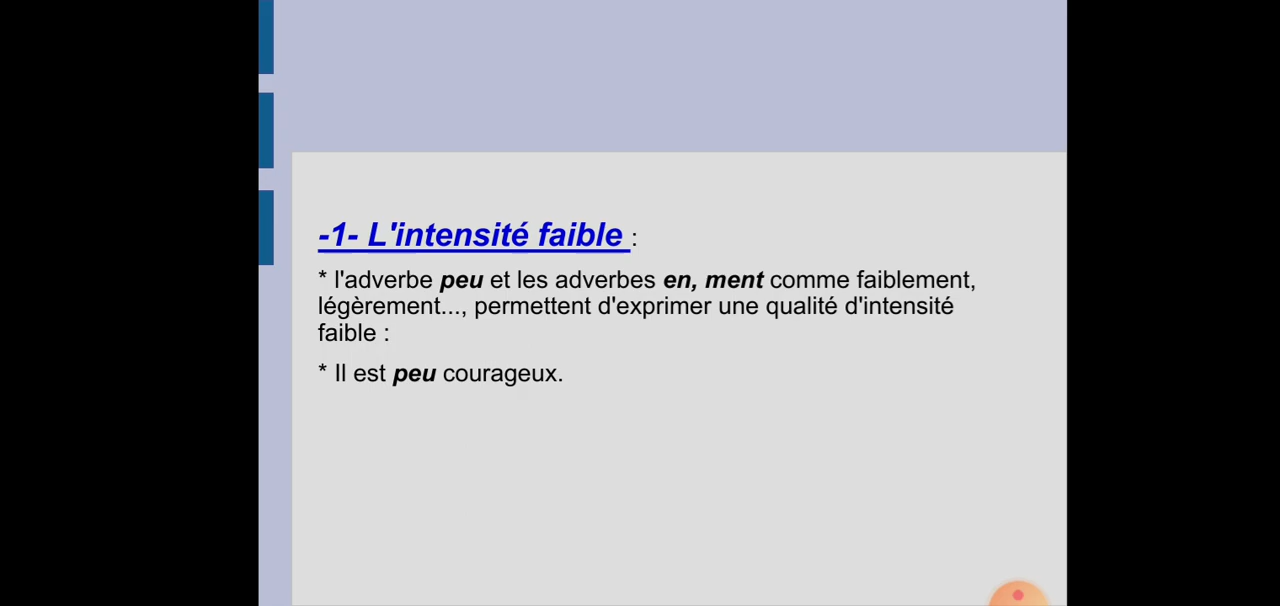 -1- L'intensité faible :
* l'adverbe peu et les adverbes en, ment comme faiblement,
légèrement..., permettent d'exprimer une qualité d'intensité
faible :
* Il est peu courageux.